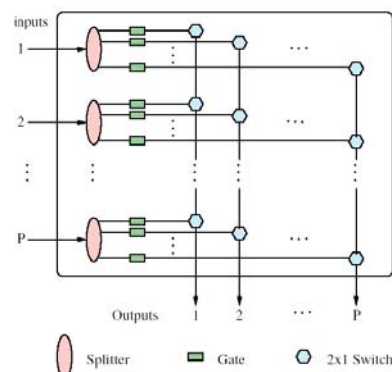 inputs
1
2
P
Outputs 1 2 ... P
Splitter Gate 2x1 Switch